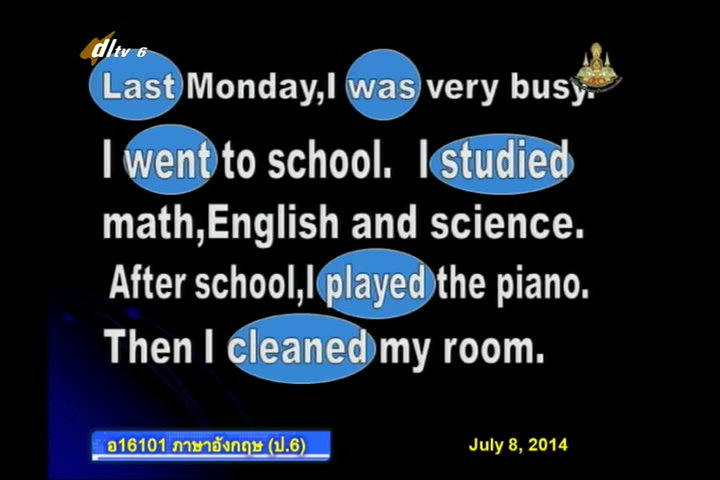 dltv 6
Last Monday,I was very busy.
I went to school. I studied
math,English and science.
After school,I played the piano.
Then I cleaned my room.
อ16101 ภาษาอังกฤษ (ป.6)
July 8, 2014